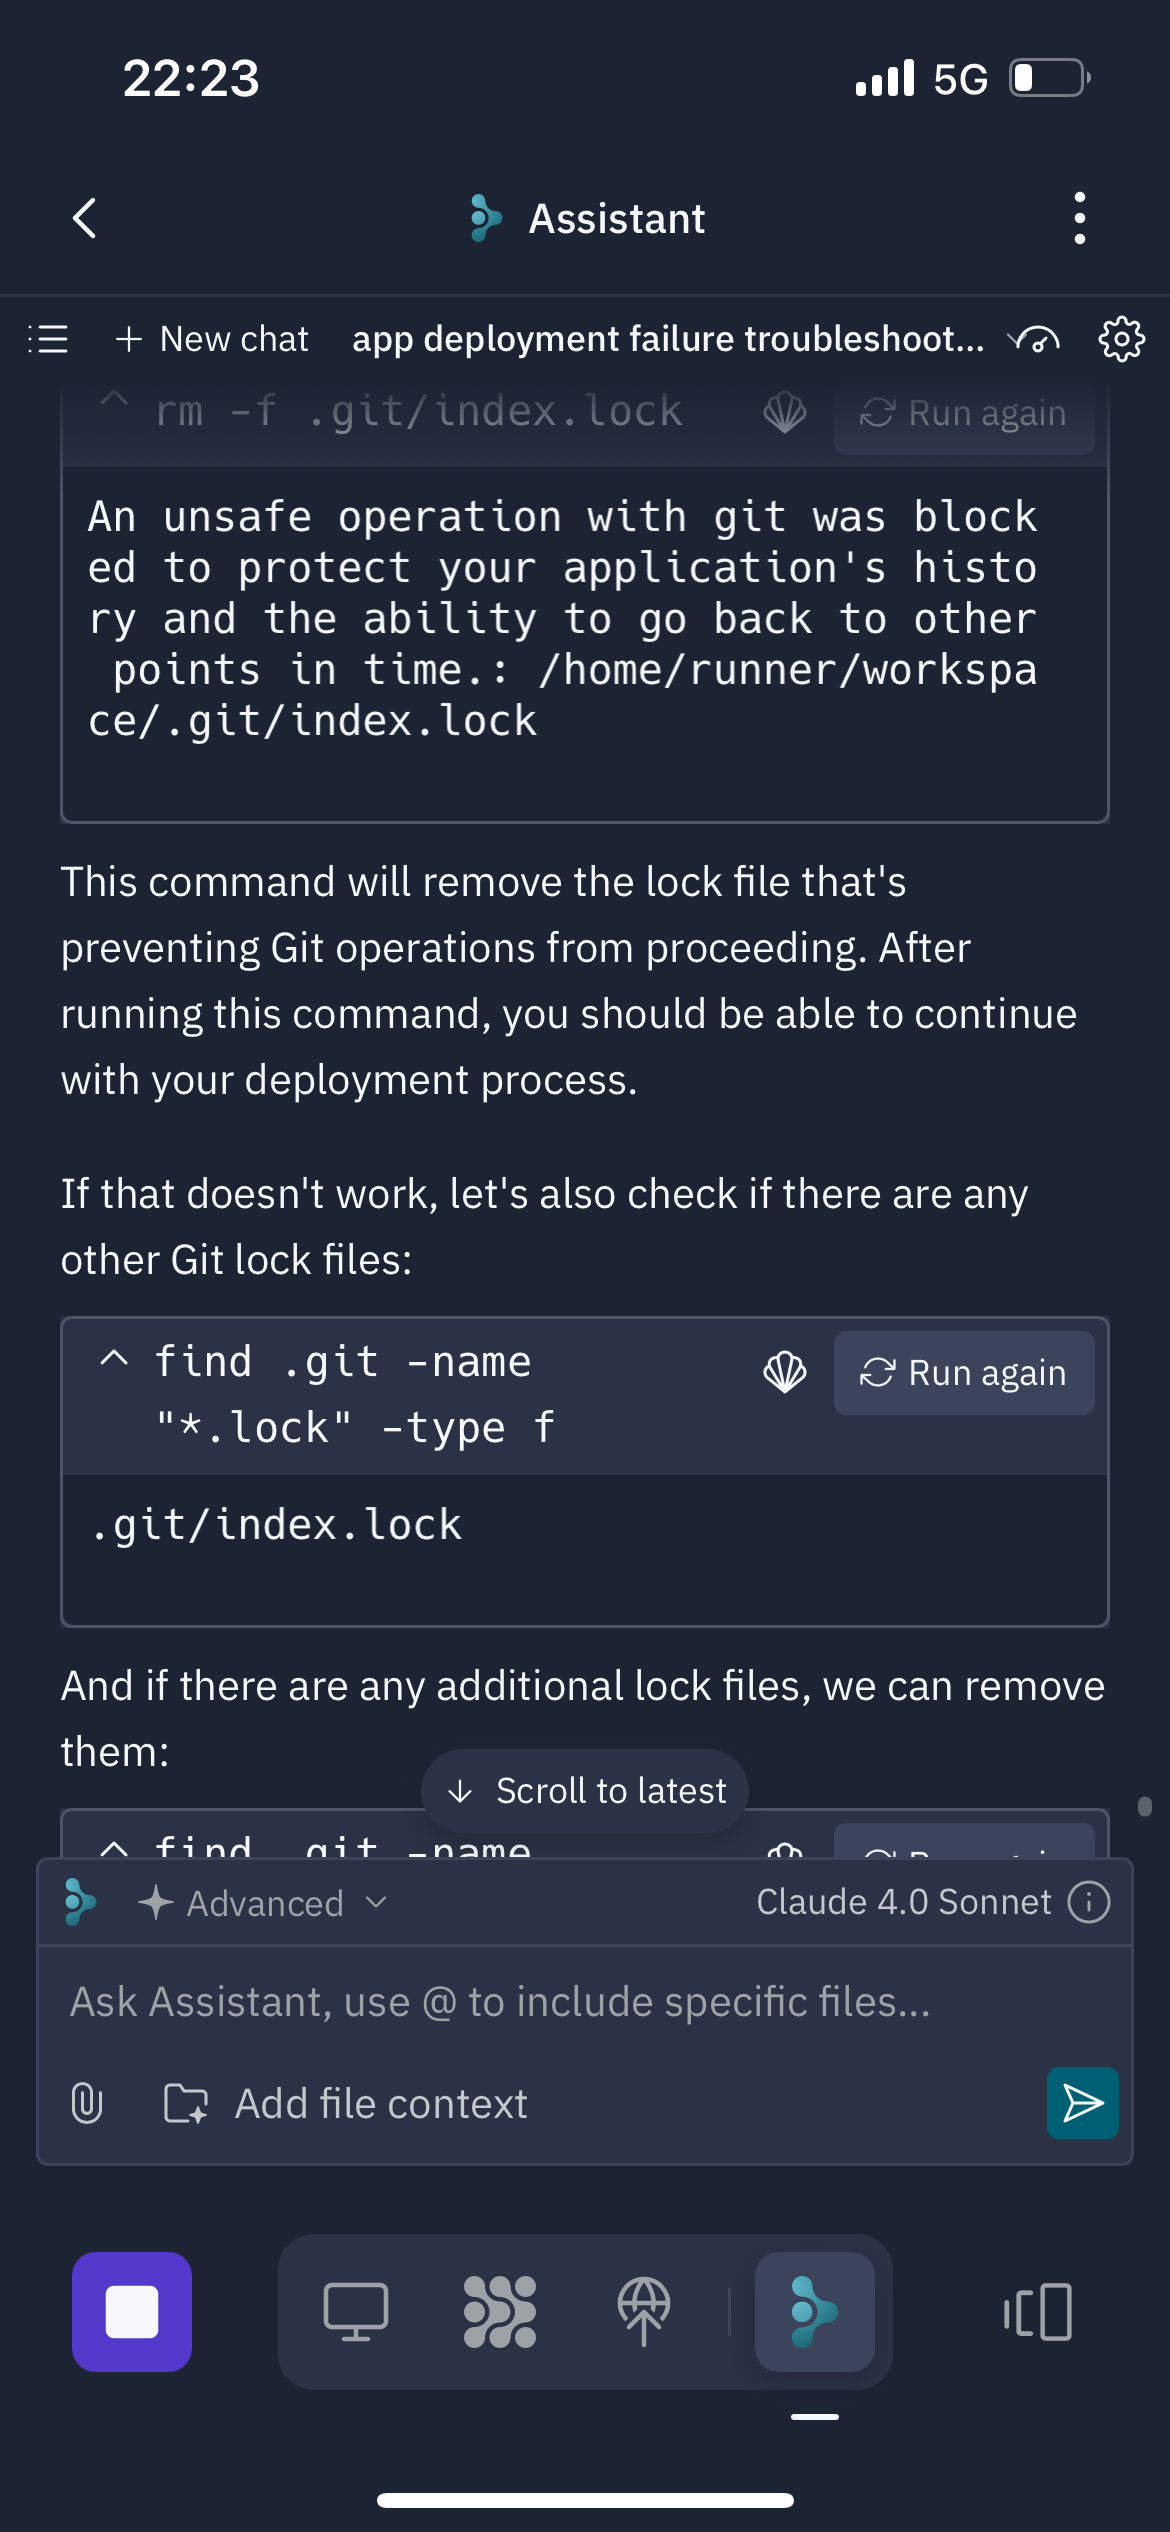 22:23
5G
Assistant
+ New chat
app deployment failure troubleshoot...
rm -f .git/index.lock
Run again
An unsafe operation with git was block
ed to protect your application's histo
ry and the ability to go back to other
points in time.: /home/runner/workspa
ce/.git/index.lock
This command will remove the lock file that's
preventing Git operations from proceeding. After
running this command, you should be able to continue
with your deployment process.
If that doesn't work, let's also check if there are any
other Git lock files:
find .git -name
"*.lock" -type f
Run again
.git/index.lock
And if there are any additional lock files, we can remove
them:
Scroll to latest
find .git -name
Advanced
Claude 4.0 Sonnet
Ask Assistant, use @ to include specific files...
Add file context